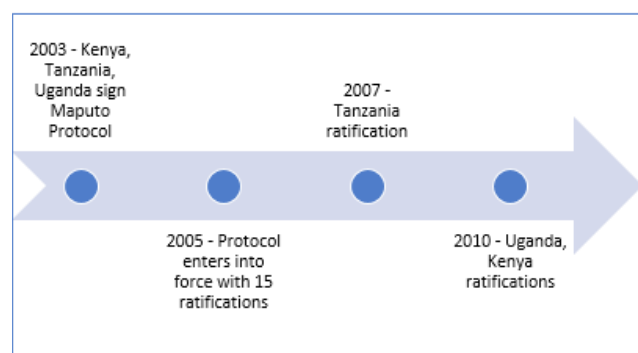 2003 - Kenya,
Tanzania,
Uganda sign
Maputo
Protocol
2005 - Protocol
enters into
force with 15
ratifications
2007 -
Tanzania
ratification
2010 - Uganda,
Kenya
ratifications